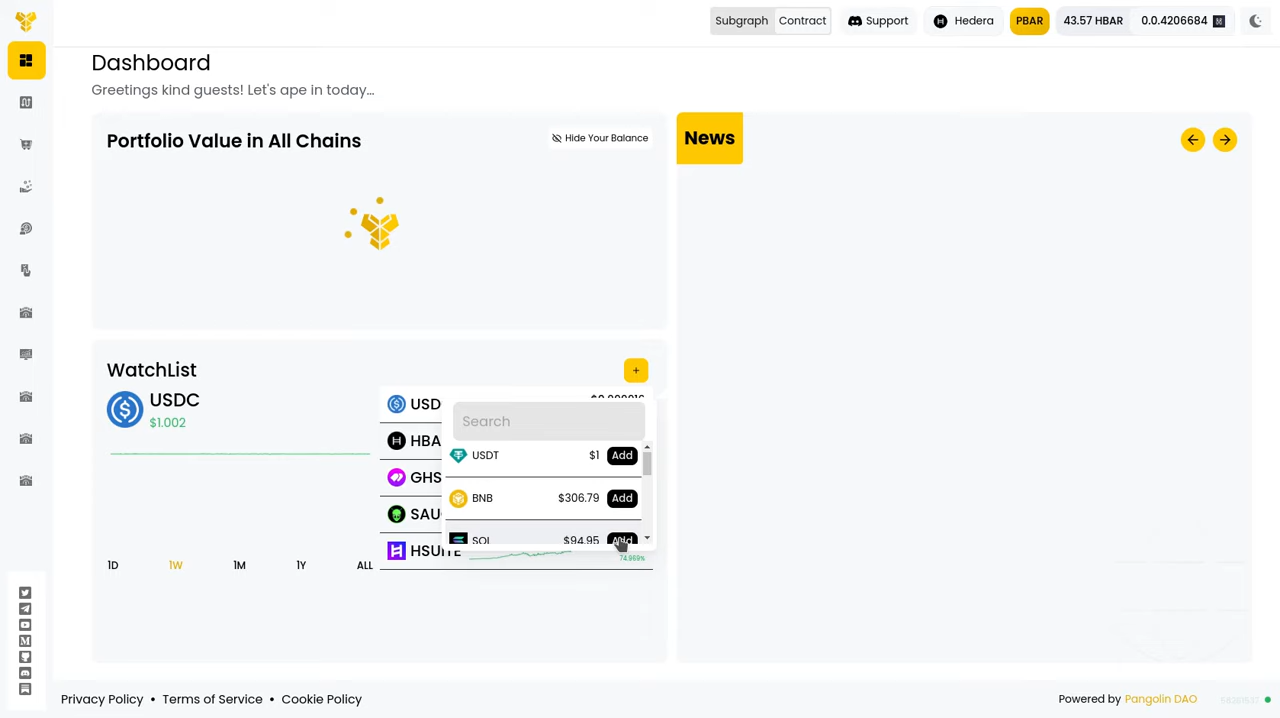 Subgraph Contract Support Hedera PBAR 43.57 HBAR 0.0.4206684
Dashboard
Greetings kind guests! Let's ape in today...
Portfolio Value in All Chains
Hide Your Balance
News
WatchList
+
USDC
$1.002
1D 1W 1M 1Y ALL
USD
HBA
GHS
SAU
HSUITE
74.969%
Search
USDT $1 Add
BNB $306.79 Add
SOL $94.95 Add
Privacy Policy • Terms of Service • Cookie Policy
Powered by Pangolin DAO